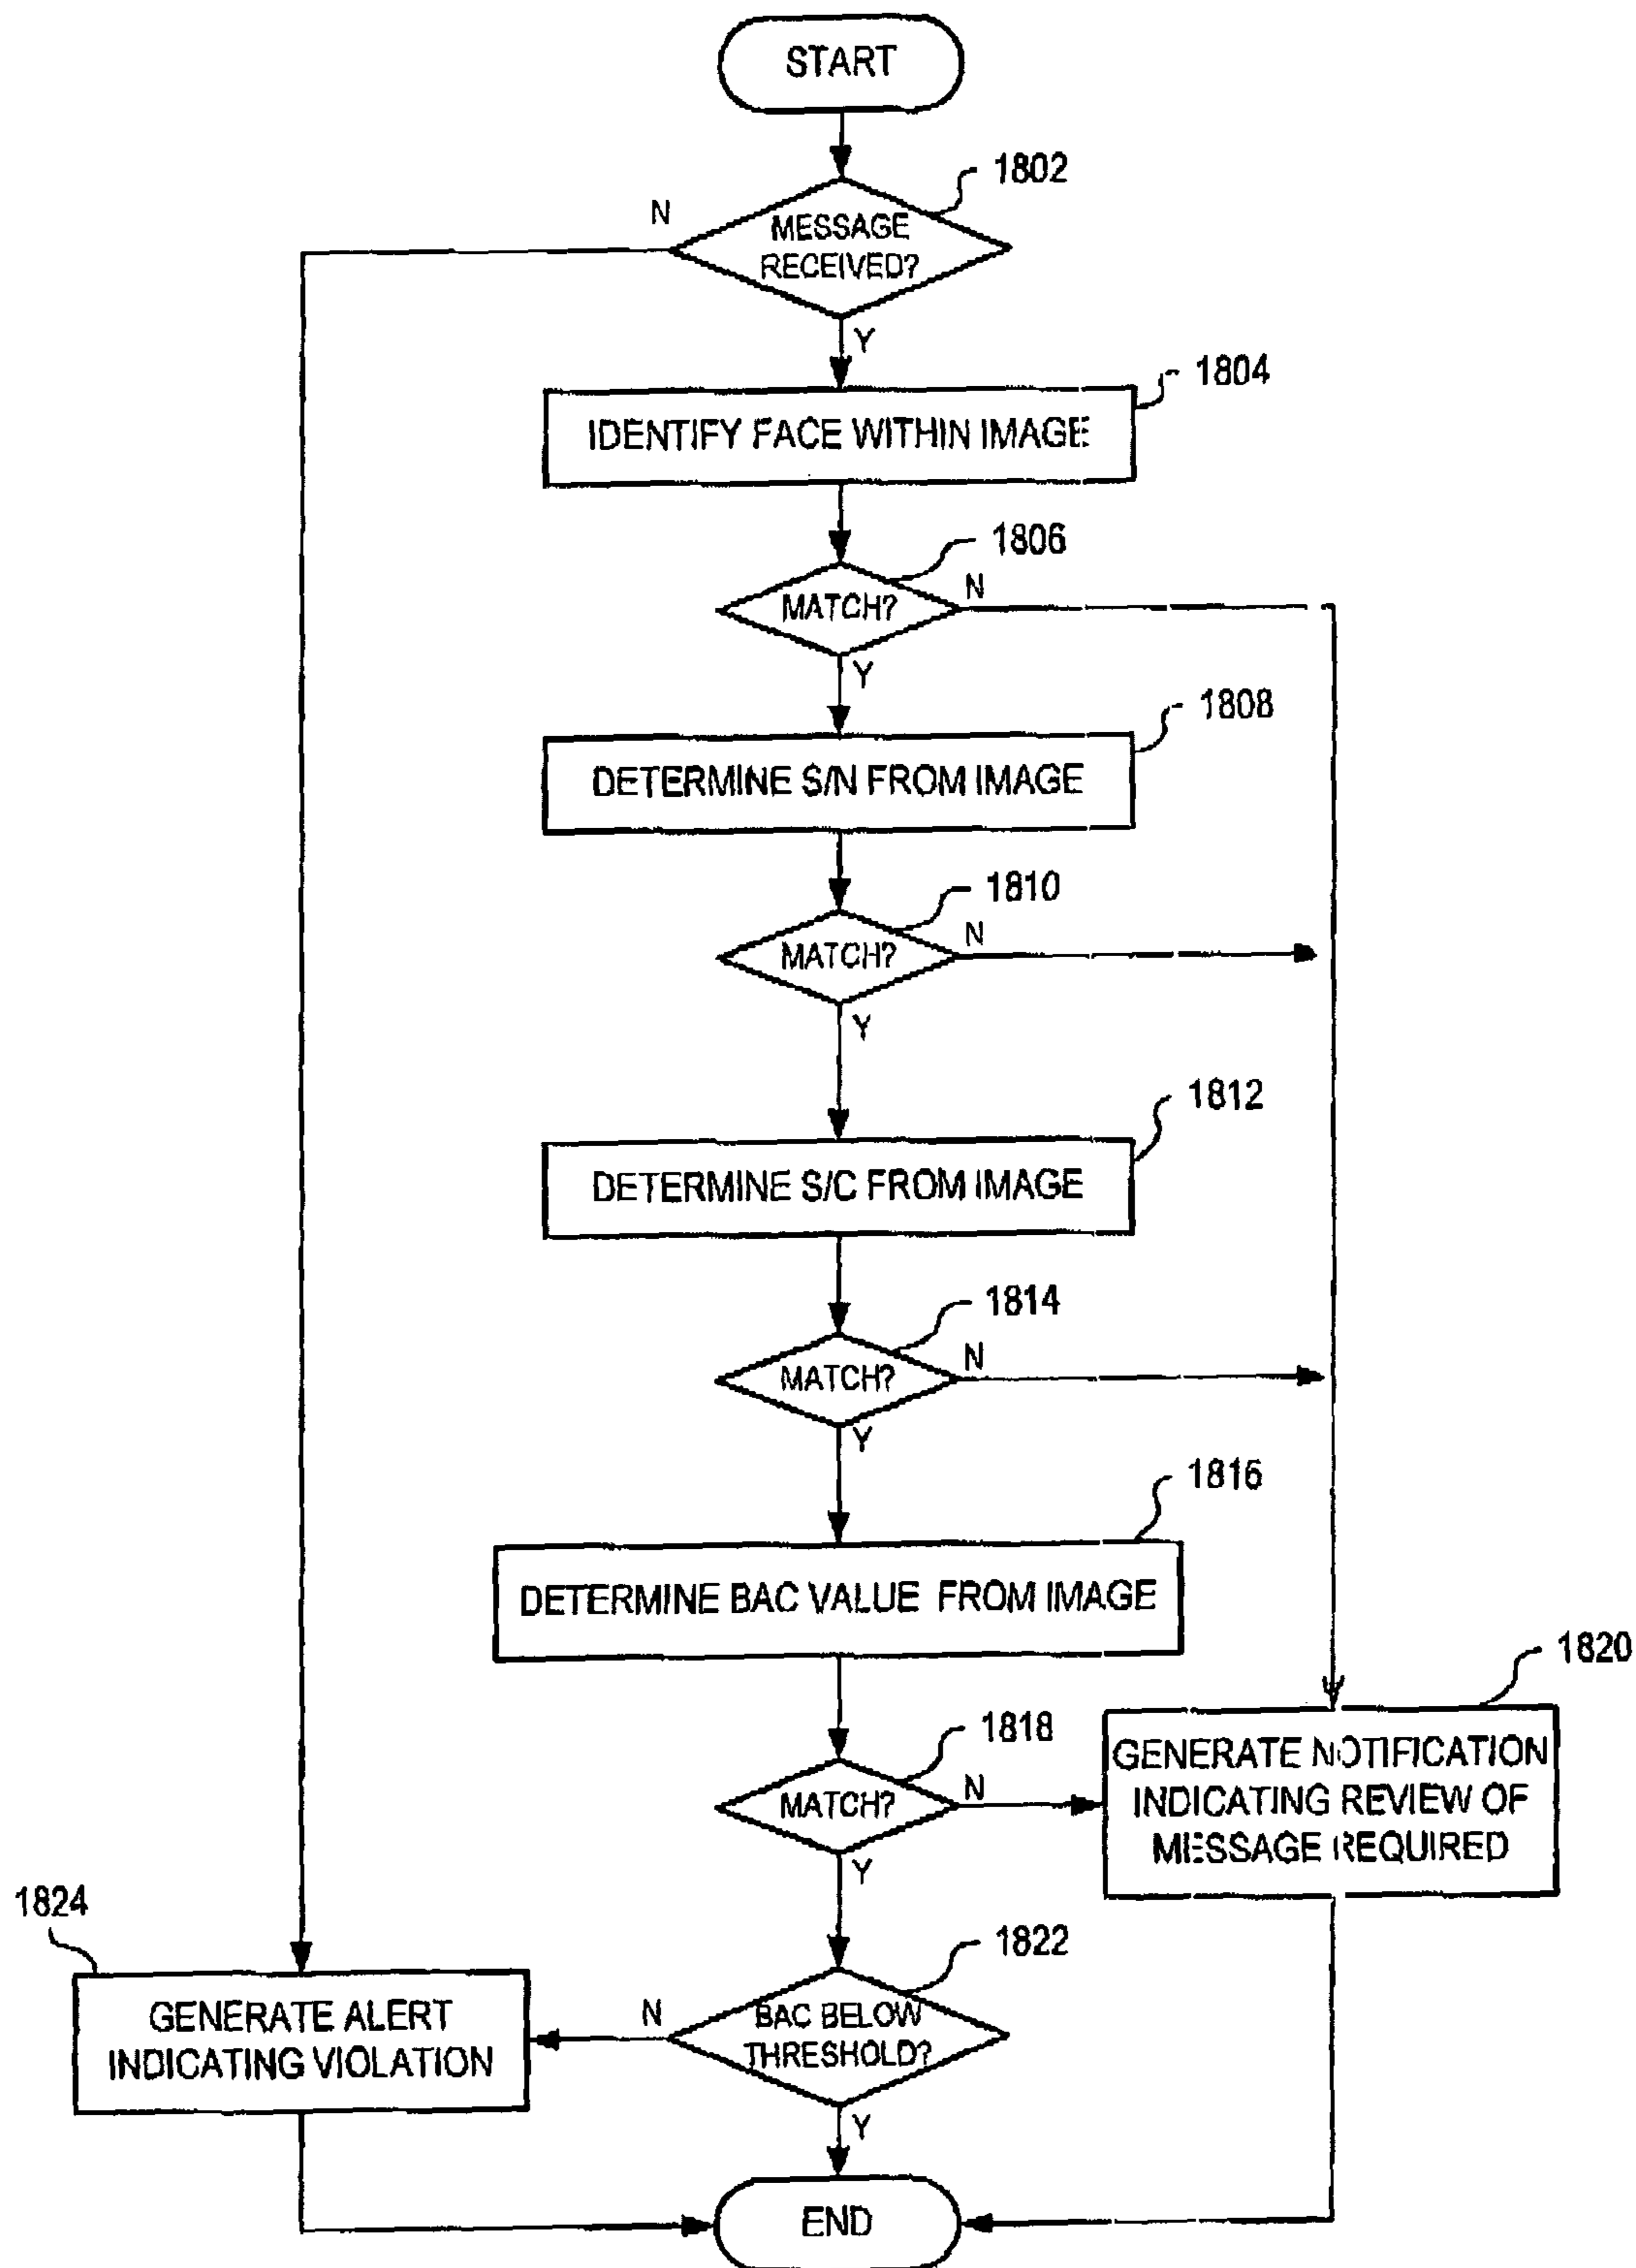 START
1802
N
MESSAGE
RECEIVED?
Y
1804
IDENTIFY FACE WITHIN IMAGE
1806
MATCH?
N
Y
1808
DETERMINE S/N FROM IMAGE
1810
MATCH?
N
Y
1812
DETERMINE S/C FROM IMAGE
1814
MATCH?
N
Y
1816
DETERMINE BAC VALUE FROM IMAGE
1818
MATCH?
N
Y
1820
GENERATE NOTIFICATION
INDICATING REVIEW OF
MESSAGE REQUIRED
1822
BAC BELOW
THRESHOLD?
N
Y
1824
GENERATE ALERT
INDICATING VIOLATION
END